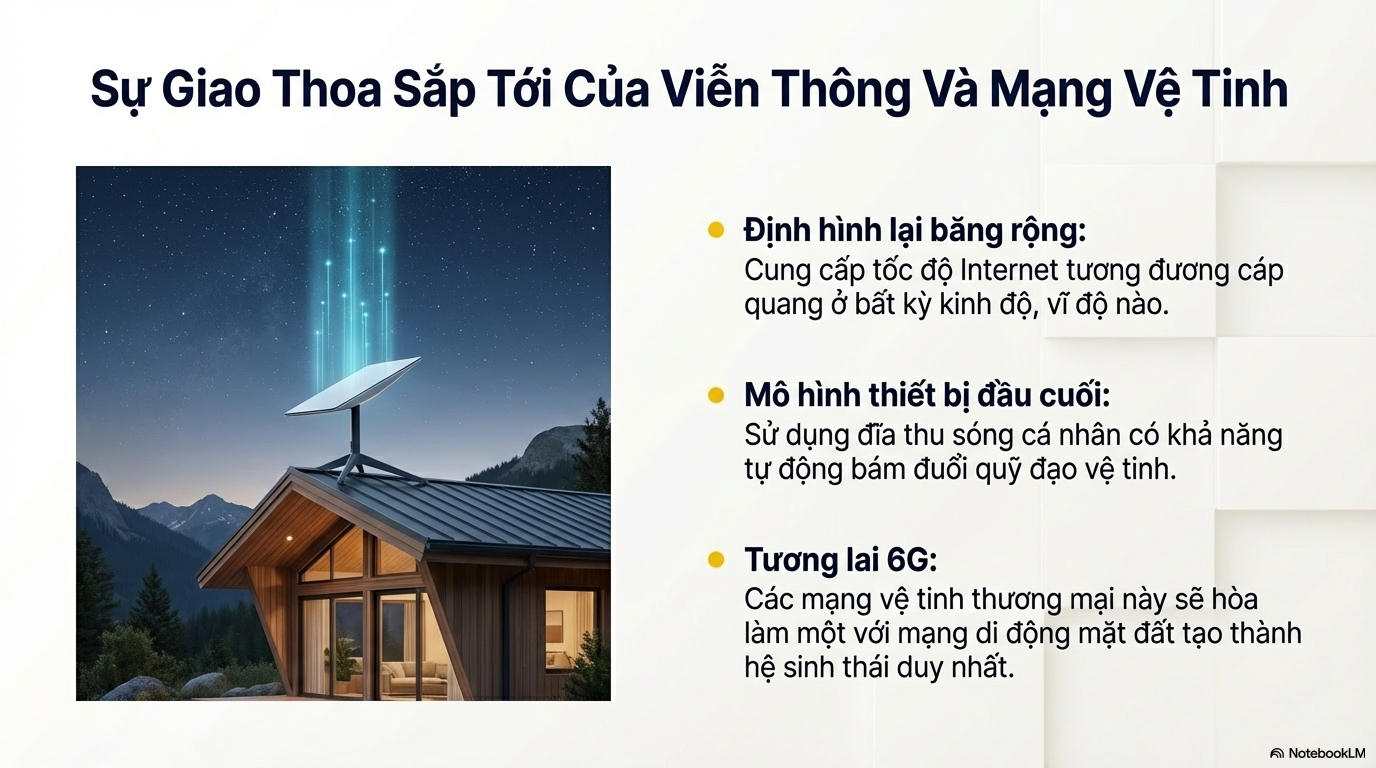 Sự Giao Thoa Sắp Tới Của Viễn Thông Và Mạng Vệ Tinh
Định hình lại băng rộng:
Cung cấp tốc độ Internet tương đương cáp
quang ở bất kỳ kinh độ, vĩ độ nào.
Mô hình thiết bị đầu cuối:
Sử dụng đĩa thu sóng cá nhân có khả năng
tự động bám đuổi quỹ đạo vệ tinh.
Tương lai 6G:
Các mạng vệ tinh thương mại này sẽ hòa
làm một với mạng di động mặt đất tạo thành
hệ sinh thái duy nhất.
NotebookLM